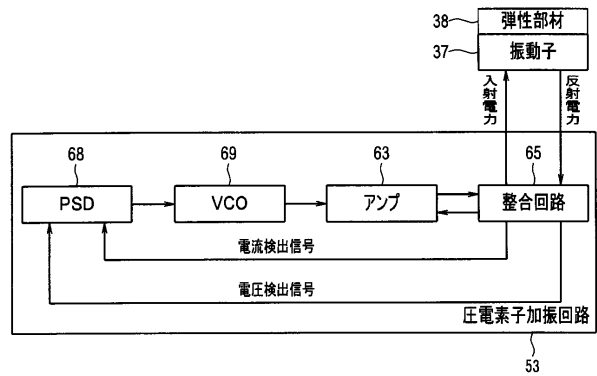 38
弾性部材
37
振動子
入射電力
反射電力
68
69
63
65
PSD
VCO
アンプ
整合回路
電流検出信号
電圧検出信号
圧電素子加振回路
53